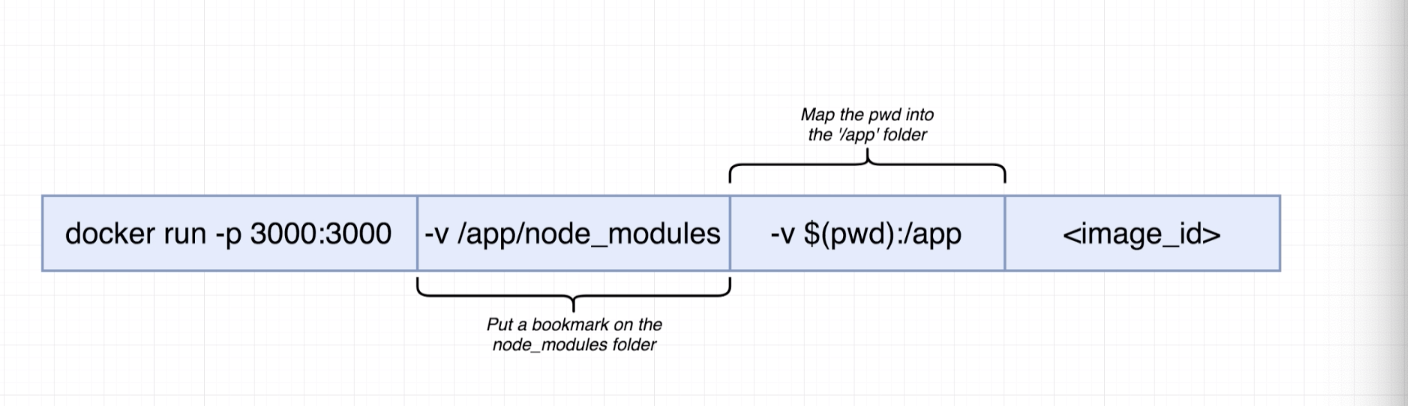 Map the pwd into
the '/app' folder
docker run -p 3000:3000
-v /app/node_modules
-v $(pwd):/app
<image_id>
Put a bookmark on the
node_modules folder